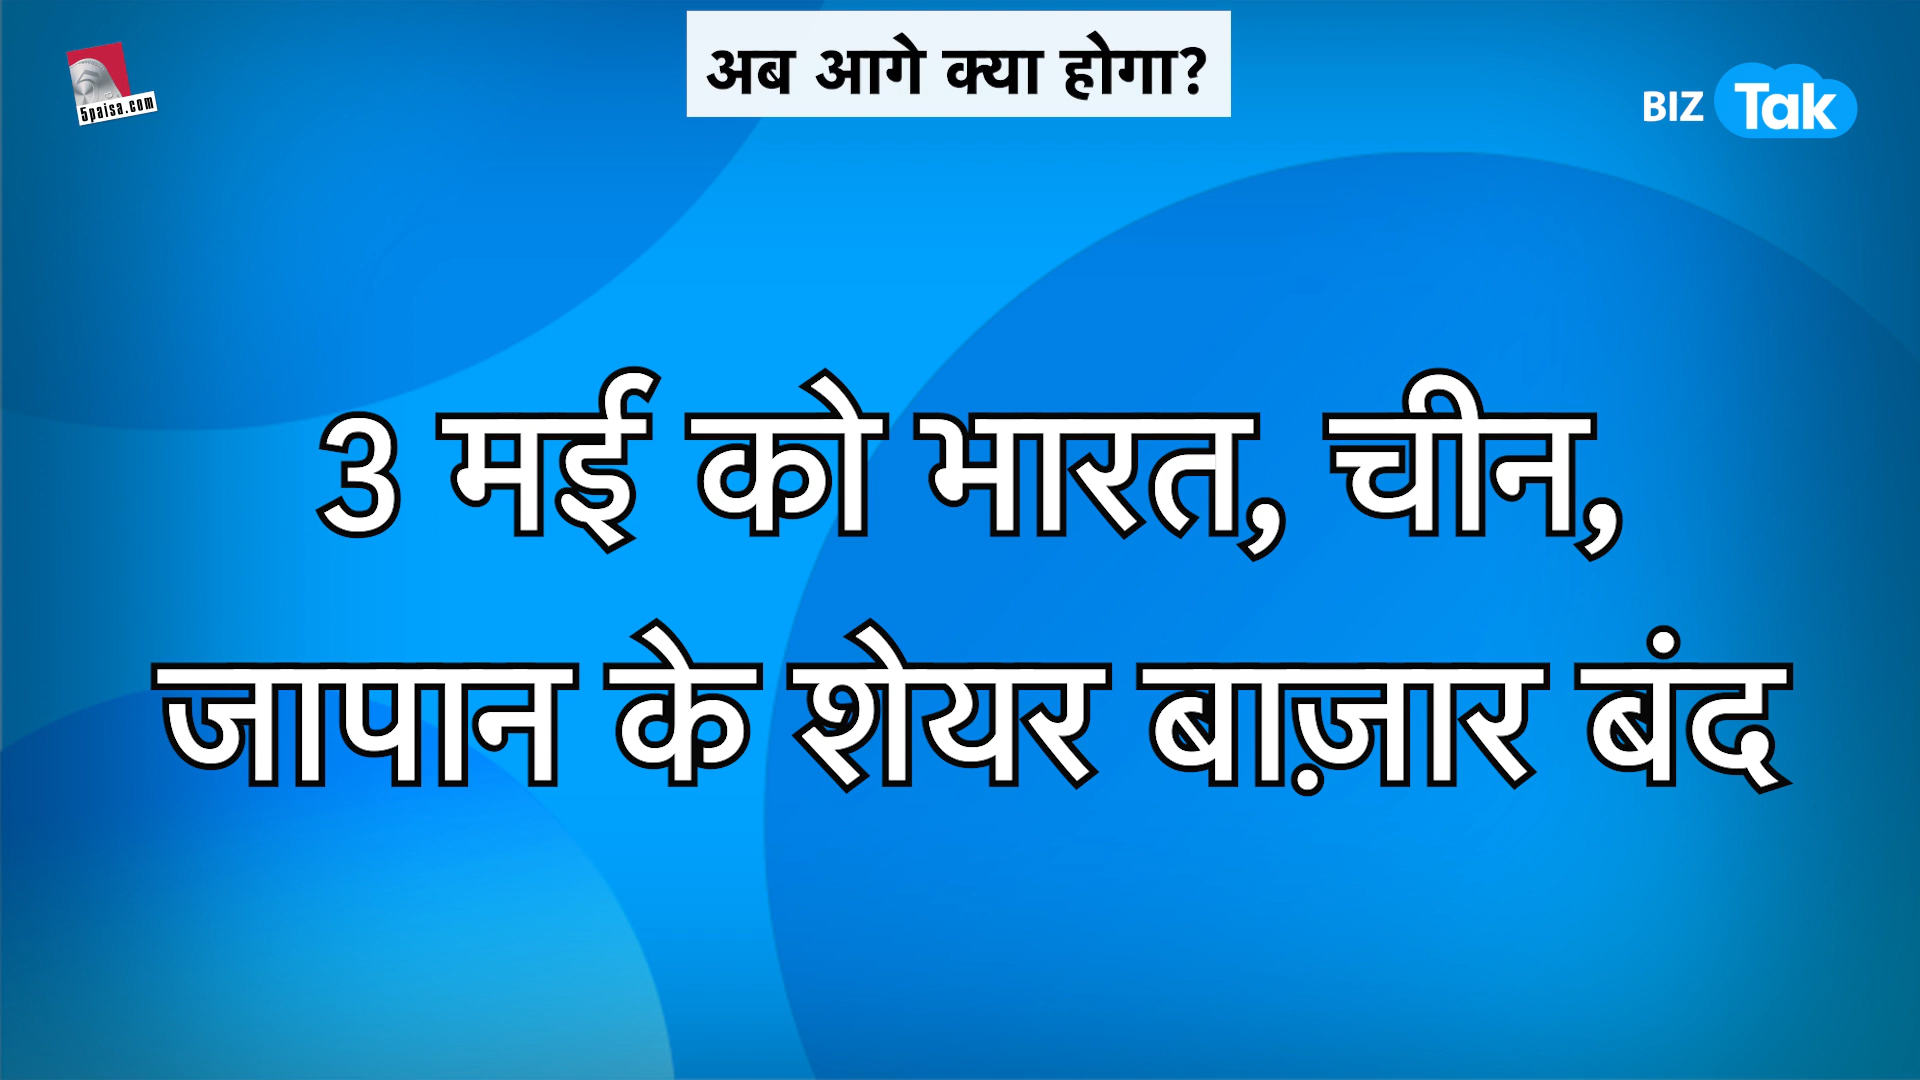 अब आगे क्या होगा?
5paisa.com
BIZ Tak
3 मई को भारत, चीन,
जापान के शेयर बाज़ार बंद